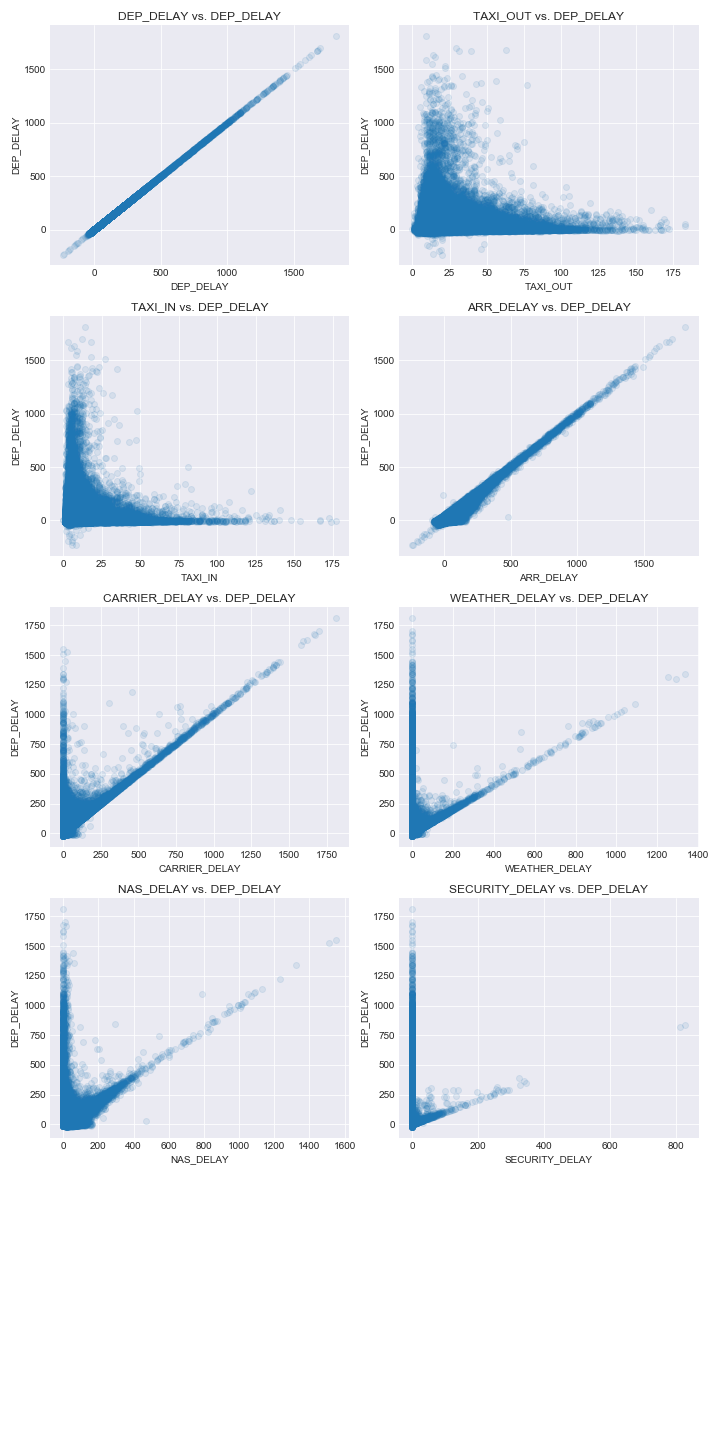 DEP_DELAY vs. DEP_DELAY
TAXI_OUT vs. DEP_DELAY
1500
1000
500
0
DEP_DELAY
0 500 1000 1500
DEP_DELAY
1500
1000
500
0
DEP_DELAY
0 25 50 75 100 125 150 175
TAXI_OUT
TAXI_IN vs. DEP_DELAY
ARR_DELAY vs. DEP_DELAY
1500
1000
500
0
DEP_DELAY
0 25 50 75 100 125 150 175
TAXI_IN
1500
1000
500
0
DEP_DELAY
0 500 1000 1500
ARR_DELAY
CARRIER_DELAY vs. DEP_DELAY
WEATHER_DELAY vs. DEP_DELAY
1750
1500
1250
1000
750
500
250
0
DEP_DELAY
0 250 500 750 1000 1250 1500 1750
CARRIER_DELAY
1750
1500
1250
1000
750
500
250
0
DEP_DELAY
0 200 400 600 800 1000 1200 1400
WEATHER_DELAY
NAS_DELAY vs. DEP_DELAY
SECURITY_DELAY vs. DEP_DELAY
1750
1500
1250
1000
750
500
250
0
DEP_DELAY
0 200 400 600 800 1000 1200 1400 1600
NAS_DELAY
1750
1500
1250
1000
750
500
250
0
DEP_DELAY
0 200 400 600 800
SECURITY_DELAY